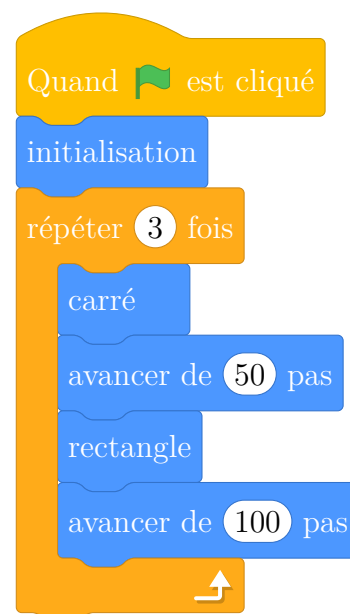 Quand est cliqué
initialisation
répéter 3 fois
carré
avancer de 50 pas
rectangle
avancer de 100 pas